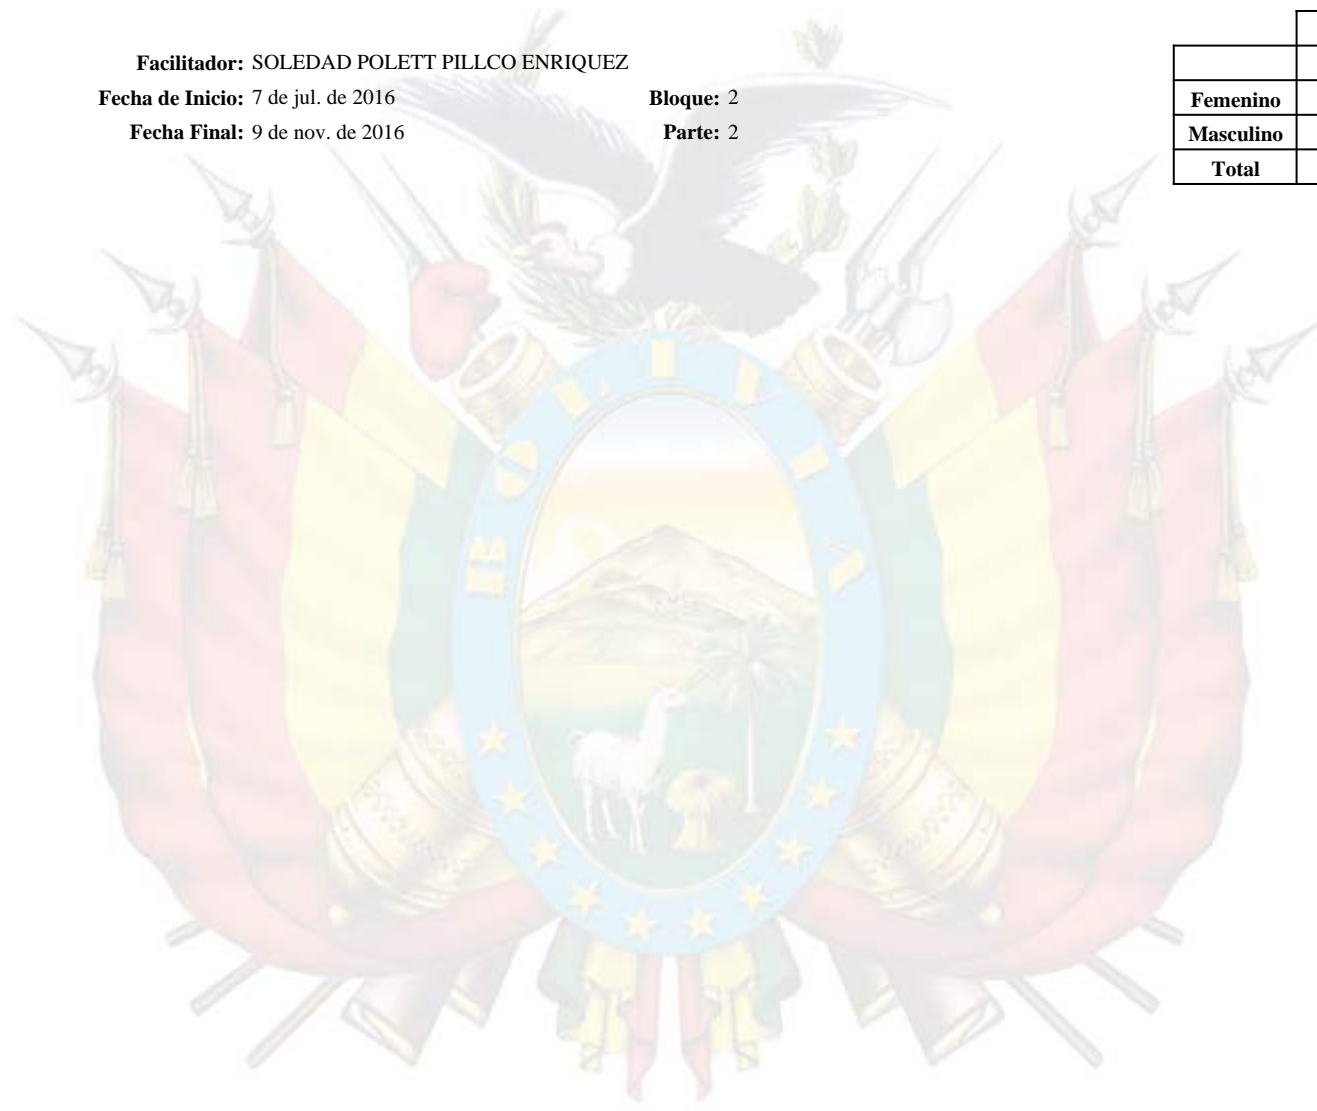 Facilitador: SOLEDAD POLETT PILLCO ENRIQUEZ
Fecha de Inicio: 7 de jul. de 2016 Bloque: 2
Fecha Final: 9 de nov. de 2016 Parte: 2
Femenino
Masculino
Total
BOLIVIA